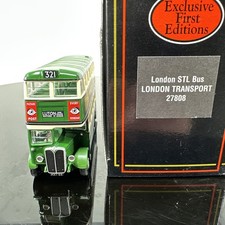 Exclusive
First
Editions
London STL Bus
LONDON TRANSPORT
27808
321